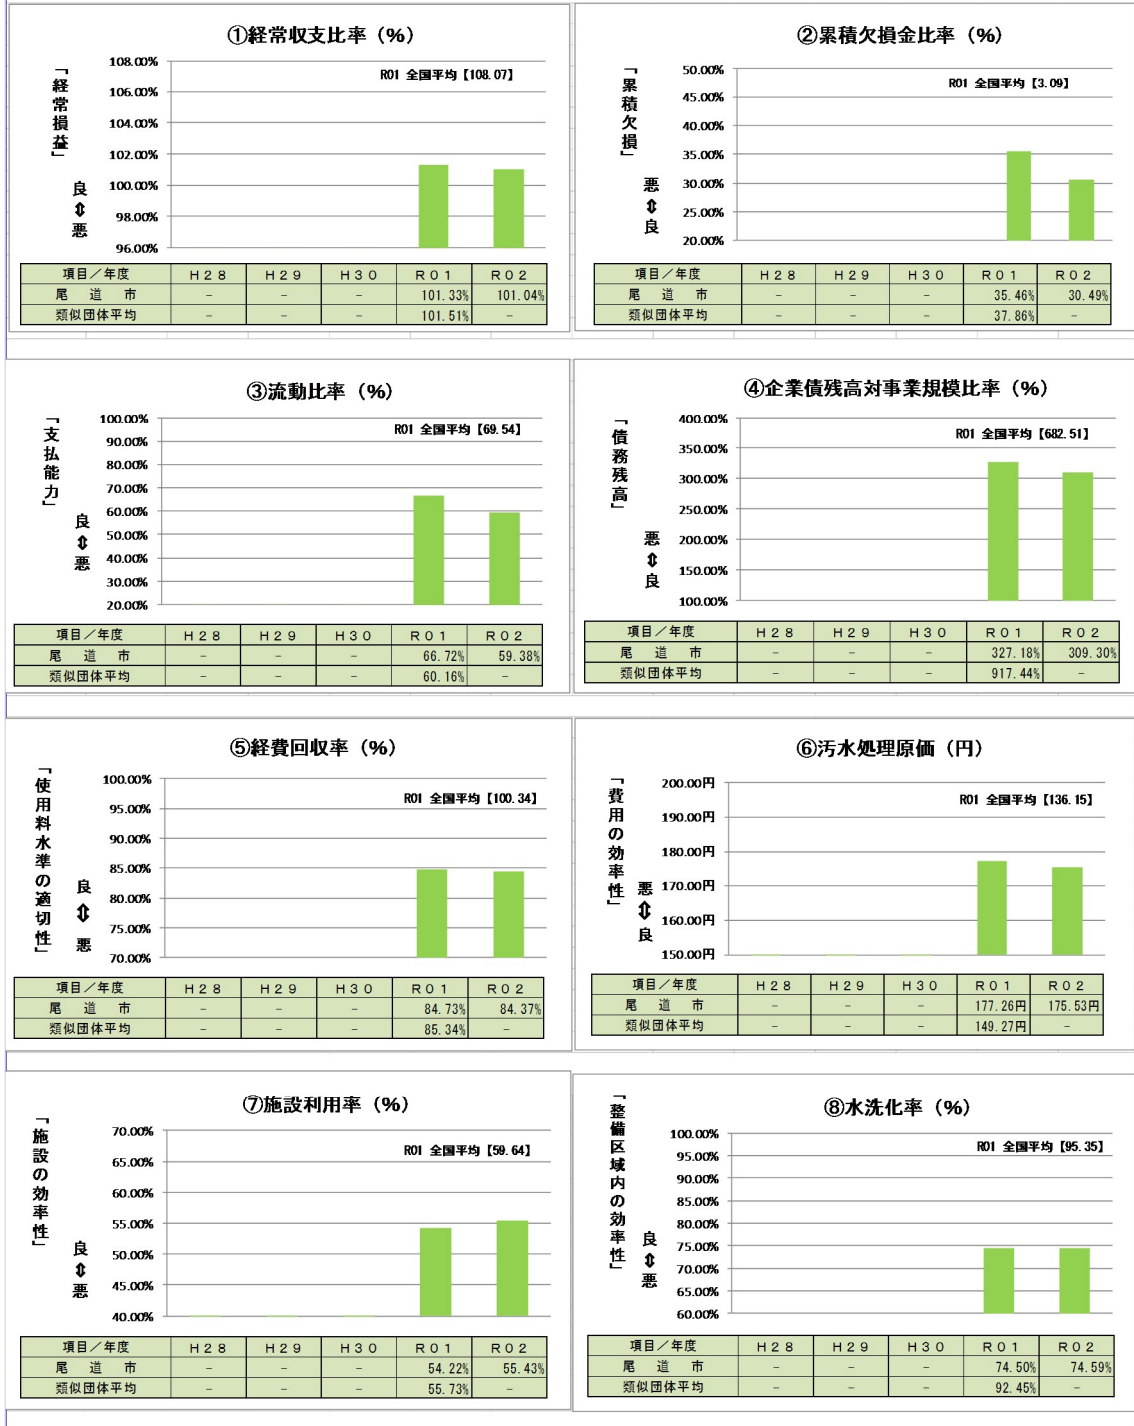 ①経常収支比率（%）
「経常損益」
良⇕悪
R01 全国平均【108.07】
108.00%
106.00%
104.00%
102.00%
100.00%
98.00%
96.00%
項目／年度 H28 H29 H30 R01 R02
尾道市 － － － 101.33% 101.04%
類似団体平均 － － － 101.51% －
②累積欠損金比率（%）
「累積欠損」
悪⇕良
R01 全国平均【3.09】
50.00%
45.00%
40.00%
35.00%
30.00%
25.00%
20.00%
項目／年度 H28 H29 H30 R01 R02
尾道市 － － － 35.46% 30.49%
類似団体平均 － － － 37.86% －
③流動比率（%）
「支払能力」
良⇕悪
R01 全国平均【69.54】
100.00%
90.00%
80.00%
70.00%
60.00%
50.00%
40.00%
30.00%
20.00%
項目／年度 H28 H29 H30 R01 R02
尾道市 － － － 66.72% 59.38%
類似団体平均 － － － 60.16% －
④企業債残高対事業規模比率（%）
「債務残高」
悪⇕良
R01 全国平均【682.51】
400.00%
350.00%
300.00%
250.00%
200.00%
150.00%
100.00%
項目／年度 H28 H29 H30 R01 R02
尾道市 － － － 327.18% 309.30%
類似団体平均 － － － 917.44% －
⑤経費回収率（%）
「使用料水準の適切性」
良⇕悪
R01 全国平均【100.34】
100.00%
95.00%
90.00%
85.00%
80.00%
75.00%
70.00%
項目／年度 H28 H29 H30 R01 R02
尾道市 － － － 84.73% 84.37%
類似団体平均 － － － 85.34% －
⑥汚水処理原価（円）
「費用の効率性」
悪⇕良
R01 全国平均【136.15】
200.00円
190.00円
180.00円
170.00円
160.00円
150.00円
項目／年度 H28 H29 H30 R01 R02
尾道市 － － － 177.26円 175.53円
類似団体平均 － － － 149.27円 －
⑦施設利用率（%）
「施設の効率性」
良⇕悪
R01 全国平均【59.64】
70.00%
65.00%
60.00%
55.00%
50.00%
45.00%
40.00%
項目／年度 H28 H29 H30 R01 R02
尾道市 － － － 54.22% 55.43%
類似団体平均 － － － 55.73% －
⑧水洗化率（%）
「整備区域内の効率性」
良⇕悪
R01 全国平均【95.35】
100.00%
95.00%
90.00%
85.00%
80.00%
75.00%
70.00%
65.00%
60.00%
項目／年度 H28 H29 H30 R01 R02
尾道市 － － － 74.50% 74.59%
類似団体平均 － － － 92.45% －